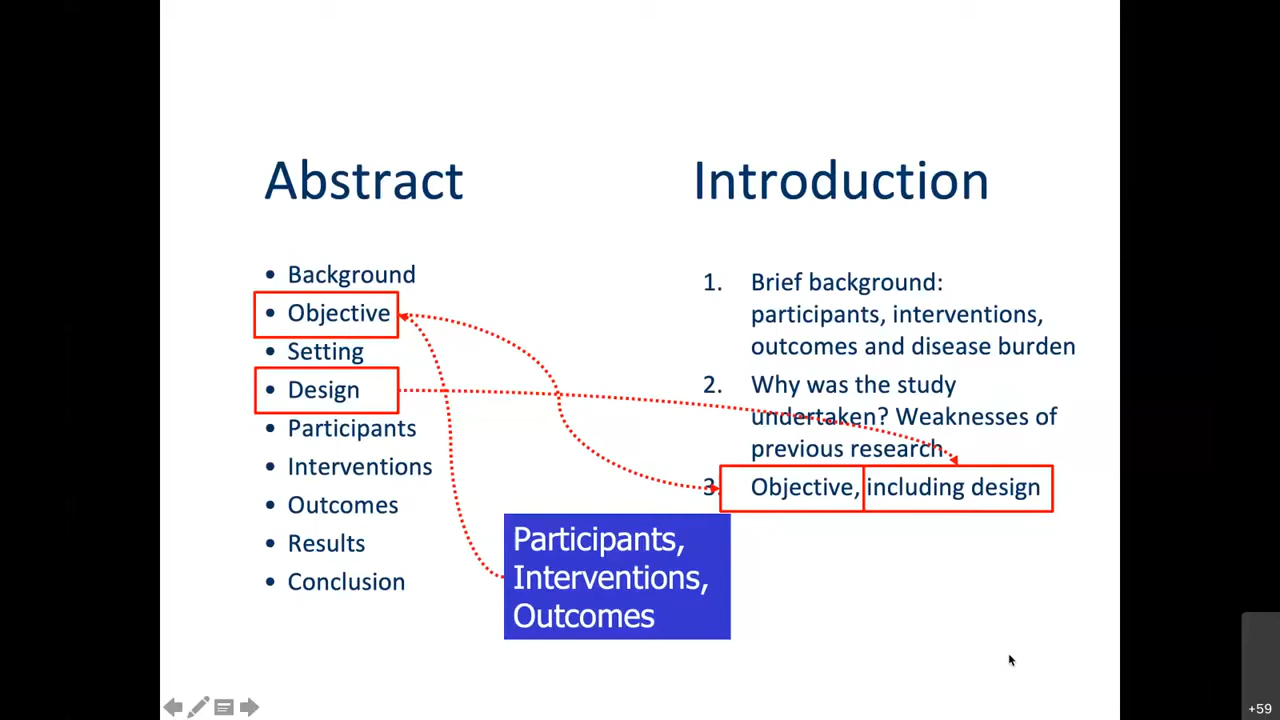 Abstract
• Background
• Objective
• Setting
• Design
• Participants
• Interventions
• Outcomes
• Results
• Conclusion
Introduction
1. Brief background:
participants, interventions,
outcomes and disease burden
2. Why was the study
undertaken? Weaknesses of
previous research
3. Objective, including design
Participants,
Interventions,
Outcomes
+59